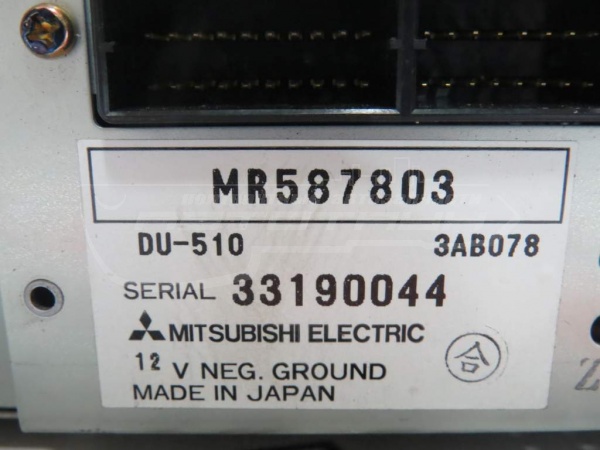 MR587803
DU-510 3AB078
SERIAL 33190044
MITSUBISHI ELECTRIC
12 V NEG. GROUND
合
MADE IN JAPAN
Z